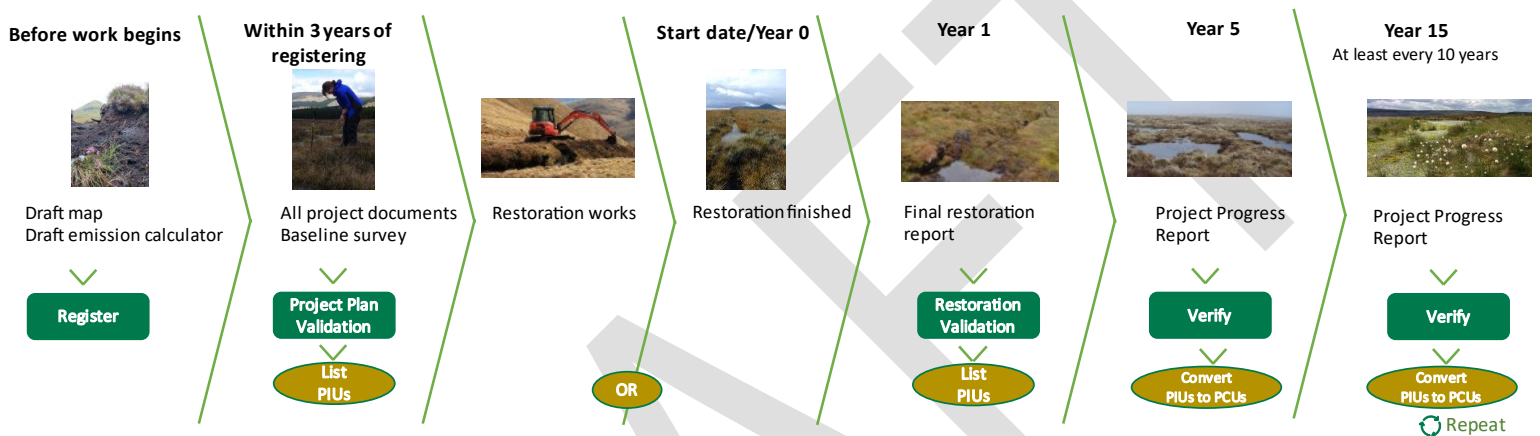 Before work begins
Draft map
Draft emission calculator
Register
Within 3 years of
registering
All project documents
Baseline survey
Project Plan
Validation
List
PIUs
Restoration works
OR
Start date/Year 0
Restoration finished
Year 1
Final restoration
report
Restoration
Validation
List
PIUs
Year 5
Project Progress
Report
Verify
Convert
PIUs to PCUs
Year 15
At least every 10 years
Project Progress
Report
Verify
Convert
PIUs to PCUs
Repeat